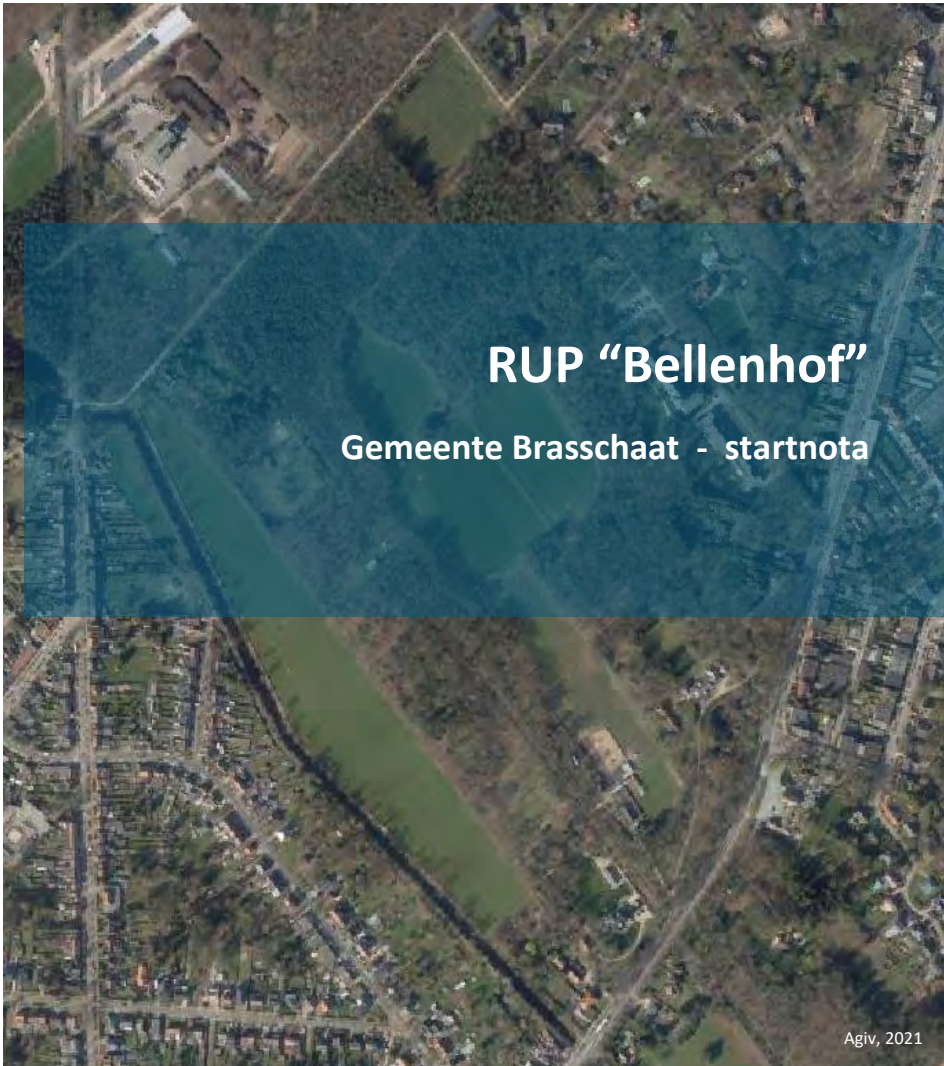 RUP “Bellenhof”
Gemeente Brasschaat - startnota
Agiv, 2021